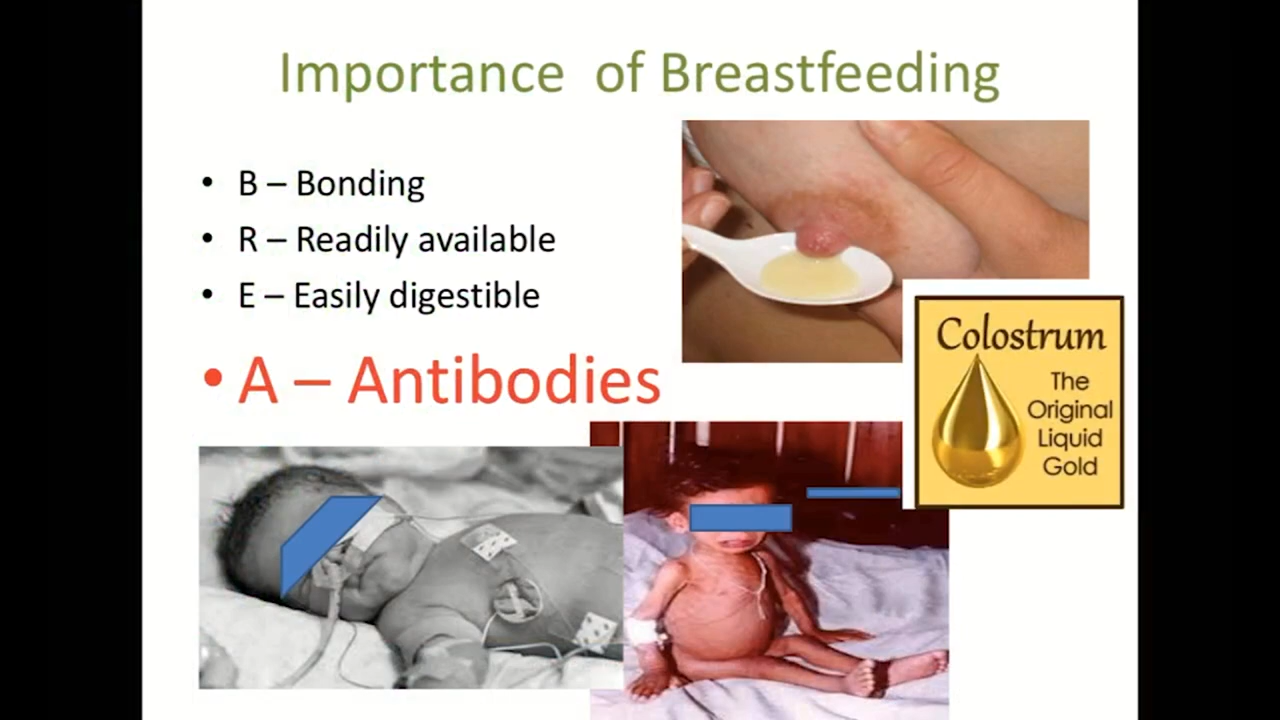 Importance of Breastfeeding
• B – Bonding
• R – Readily available
• E – Easily digestible
• A – Antibodies
Colostrum
The
Original
Liquid
Gold